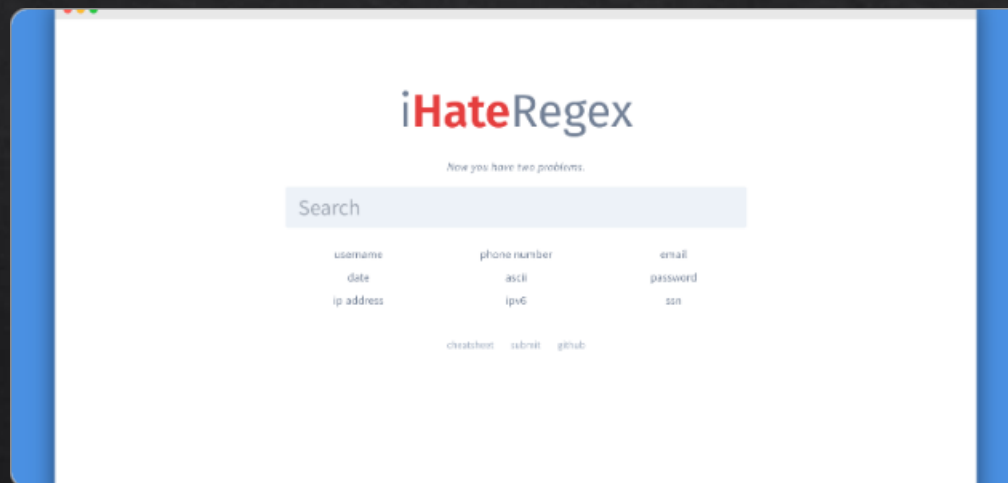 iHateRegex
Now you have two problems.
Search
username phone number email
date ascii password
ip address ipv6 ssn
cheatsheet submit github